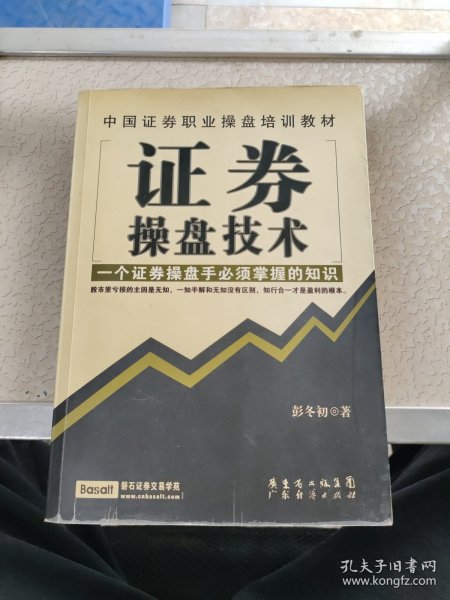 中国证券职业操盘培训教材
证券
操盘技术
一个证券操盘手必须掌握的知识
股市里亏损的主因是无知，一知半解和无知没有区别，知行合一才是盈利的根本。
彭冬初◎著
Basalt
磐石证券交易学苑
www.cnbasalt.com
广东省出版集团
广东经济出版社
孔夫子旧书网
www.kongfz.com